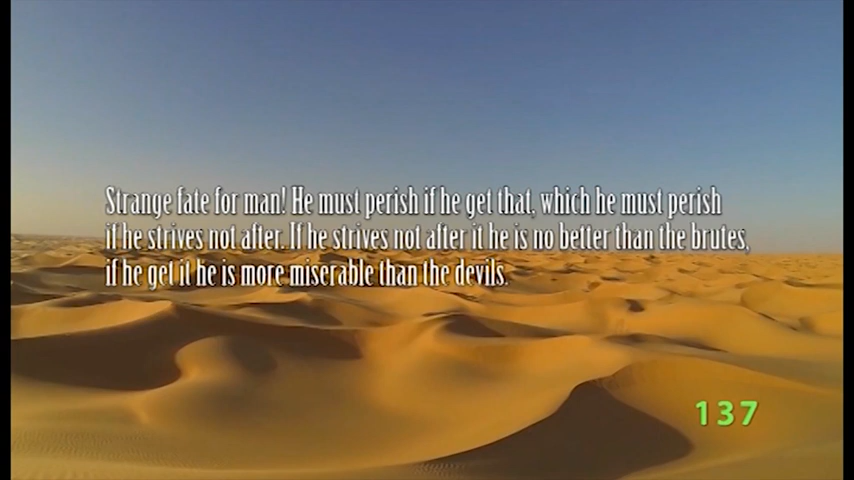 Strange fate for man! He must perish if he get that, which he must perish
if he strives not after. If he strives not after it he is no better than the brutes,
if he get it he is more miserable than the devils.
137